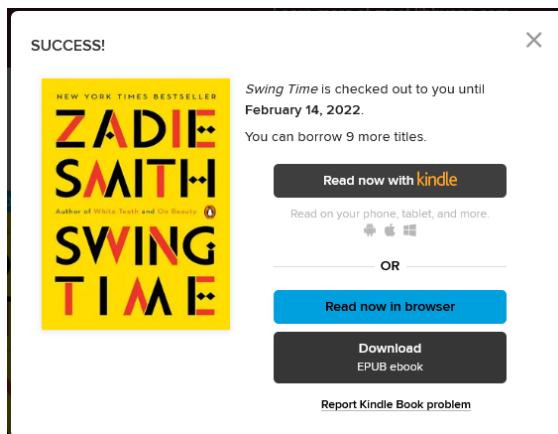 SUCCESS!
NEW YORK TIMES BESTSELLER
ZADIE
SMITH
Author of White Teeth and On Beauty
SWING
TIME
Swing Time is checked out to you until
February 14, 2022.
You can borrow 9 more titles.
Read now with kindle
Read on your phone, tablet, and more.
OR
Read now in browser
Download
EPUB ebook
Report Kindle Book problem